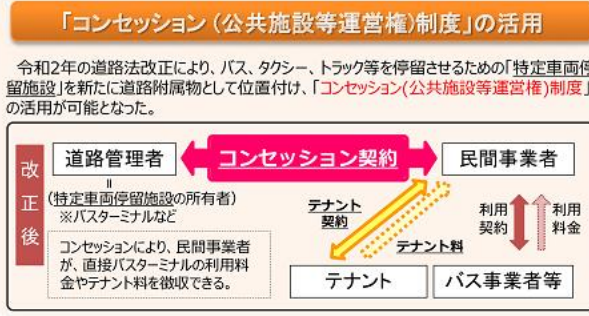 「コンセッション(公共施設等運営権)制度」の活用
令和2年の道路法改正により、バス、タクシー、トラック等を停留させるための「特定車両停
留施設」を新たに道路附属物として位置付け、「コンセッション(公共施設等運営権)制度」
の活用が可能となった。
改正後
道路管理者
コンセッション契約
民間事業者
||
(特定車両停留施設の所有者)
※バスターミナルなど
コンセッションにより、民間事業者
が、直接バスターミナルの利用料
金やテナント料を徴収できる。
テナント
契約
テナント料
利用
契約
利用
料金
テナント
バス事業者等